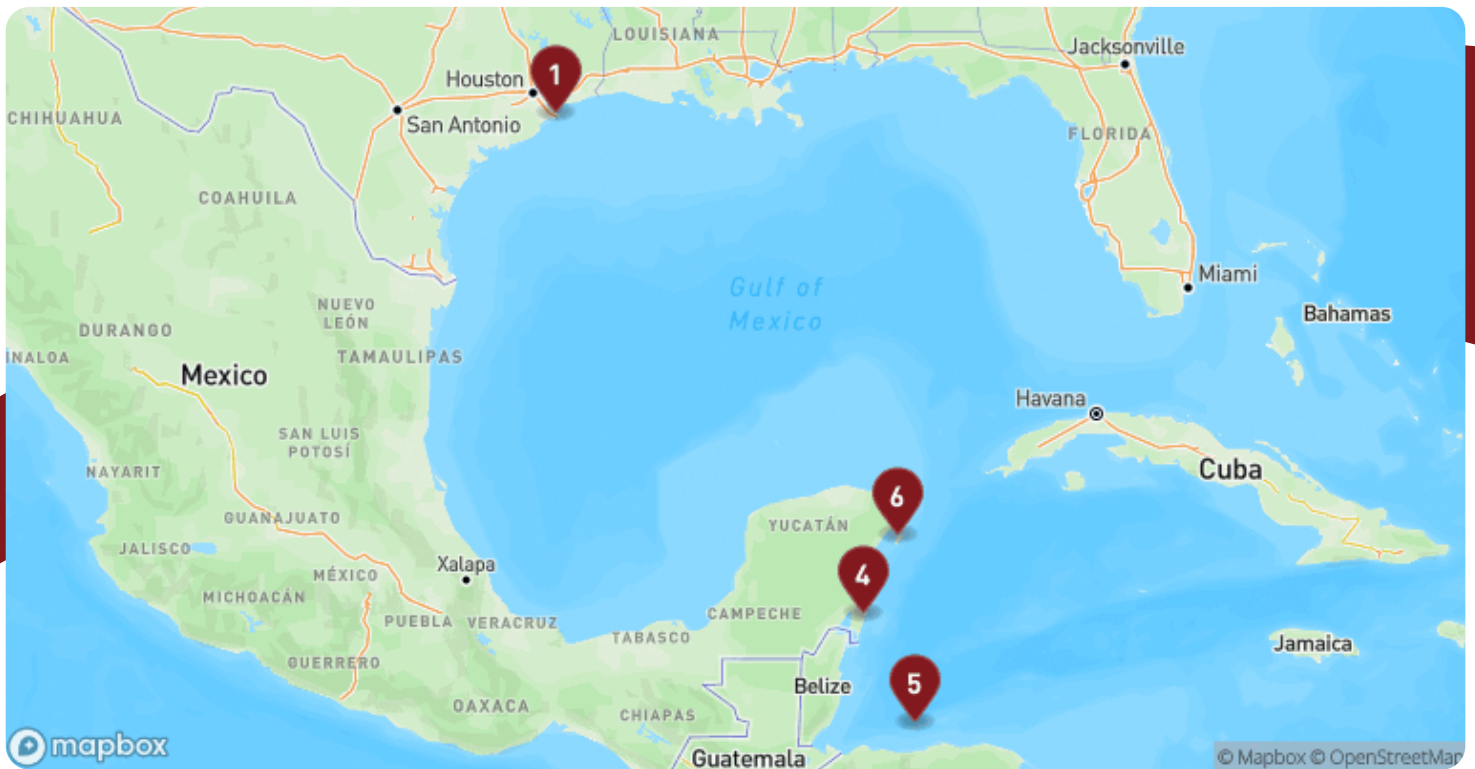 LOUISIANA
Jacksonville
Houston
1
CHIHUAHUA
San Antonio
FLORIDA
COAHUILA
Miami
Gulf of
Mexico
NUEVO
LEÓN
Bahamas
DURANGO
INALOA
TAMAULIPAS
Mexico
Havana
SAN LUIS
POTOSÍ
NAYARIT
Cuba
6
GUANAJUATO
YUCATÁN
JALISCO
Xalapa
MÉXICO
4
MICHOACÁN
PUEBLA
VERACRUZ
CAMPECHE
TABASCO
Jamaica
GUERRERO
Belize
5
OAXACA
CHIAPAS
mapbox
Guatemala
© Mapbox © OpenStreetMap